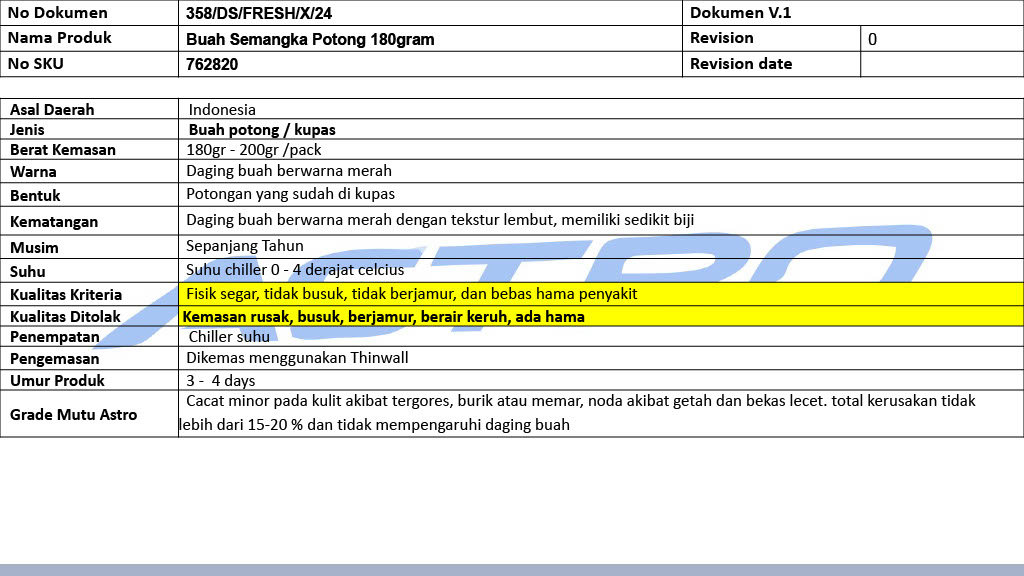 No Dokumen 358/DS/FRESH/X/24 Dokumen V.1
Nama Produk Buah Semangka Potong 180gram Revision 0
No SKU 762820 Revision date
Asal Daerah Indonesia
Jenis Buah potong / kupas
Berat Kemasan 180gr - 200gr /pack
Warna Daging buah berwarna merah
Bentuk Potongan yang sudah di kupas
Kematangan Daging buah berwarna merah dengan tekstur lembut, memiliki sedikit biji
Musim Sepanjang Tahun
Suhu Suhu chiller 0 - 4 derajat celcius
Kualitas Kriteria Fisik segar, tidak busuk, tidak berjamur, dan bebas hama penyakit
Kualitas Ditolak Kemasan rusak, busuk, berjamur, berair keruh, ada hama
Penempatan Chiller suhu
Pengemasan Dikemas menggunakan Thinwall
Umur Produk 3 - 4 days
Grade Mutu Astro Cacat minor pada kulit akibat tergores, burik atau memar, noda akibat getah dan bekas lecet. total kerusakan tidak
lebih dari 15-20 % dan tidak mempengaruhi daging buah
ASTRO